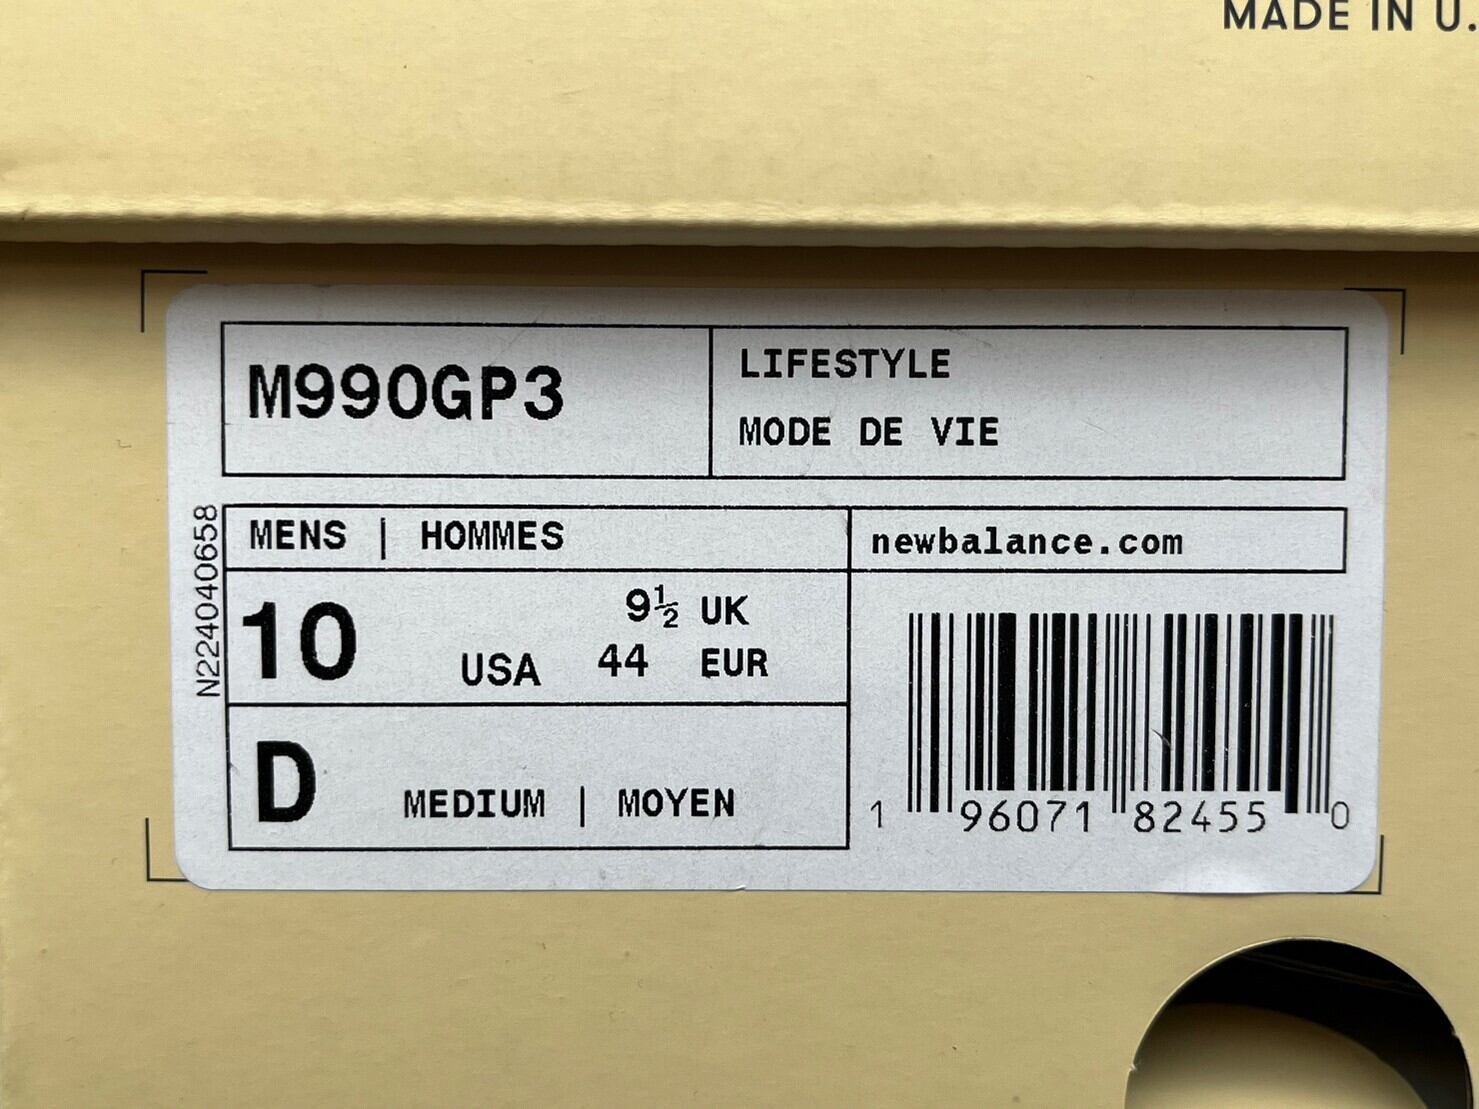 MADE IN U.
M990GP3
LIFESTYLE
MODE DE VIE
N224040658
MENS | HOMMES
newbalance.com
10 USA
9½ UK
44 EUR
D MEDIUM | MOYEN
1 96071 82455 0